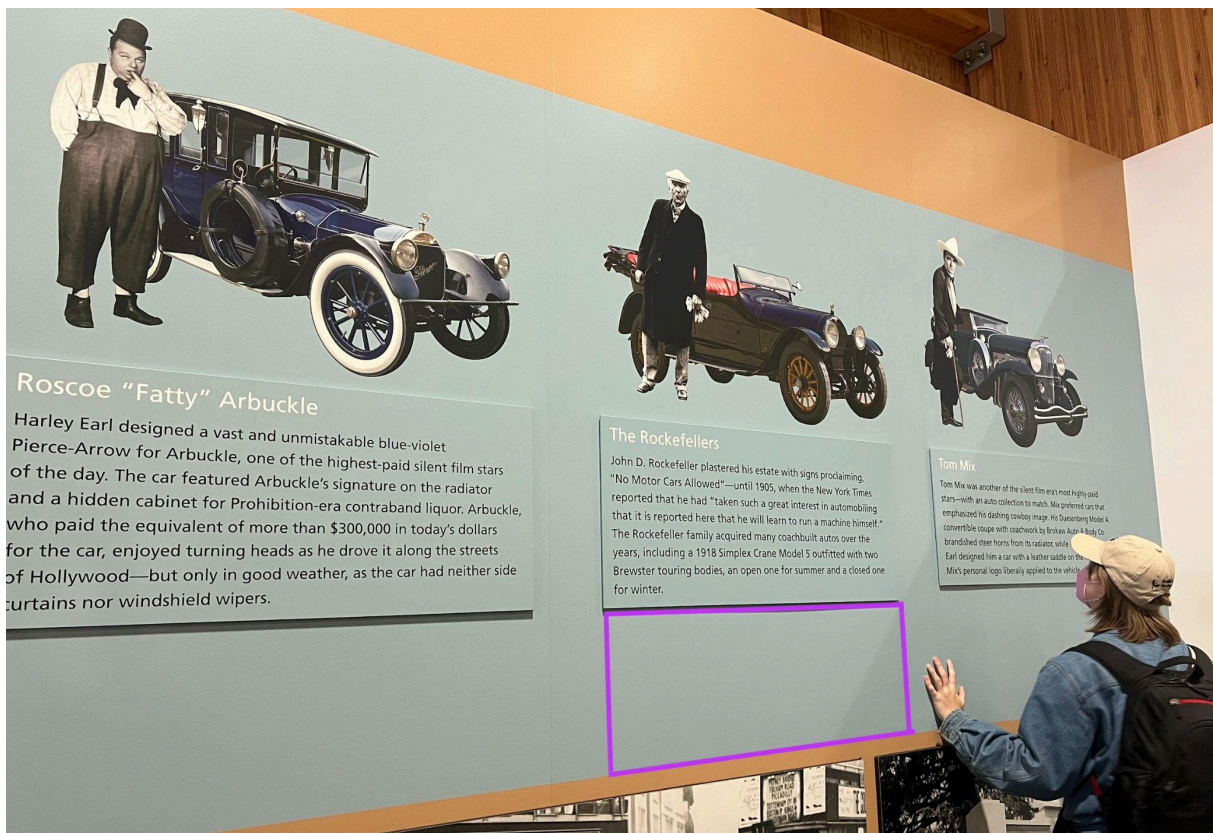 Roscoe “Fatty” Arbuckle
Harley Earl designed a vast and unmistakable blue-violet
Pierce-Arrow for Arbuckle, one of the highest-paid silent film stars
of the day. The car featured Arbuckle’s signature on the radiator
and a hidden cabinet for Prohibition-era contraband liquor. Arbuckle,
who paid the equivalent of more than $300,000 in today’s dollars
for the car, enjoyed turning heads as he drove it along the streets
of Hollywood—but only in good weather, as the car had neither side
curtains nor windshield wipers.
The Rockefellers
John D. Rockefeller plastered his estate with signs proclaiming,
“No Motor Cars Allowed”—until 1905, when the New York Times
reported that he had “taken such a great interest in automobiling
that it is reported here that he will learn to run a machine himself.”
The Rockefeller family acquired many coachbuilt autos over the
years, including a 1918 Simplex Crane Model 5 outfitted with two
Brewster touring bodies, an open one for summer and a closed one
for winter.
Tom Mix
Tom Mix was another of the silent film era’s most highly-paid
stars—with an auto collection to match. Mix preferred cars that
emphasized his dashing cowboy image. His Duesenberg Model A
convertible coupe with coachwork by Brokaw Auto & Body Co.
brandished steer horns from its radiator, while
Earl designed him a car with a leather saddle on the
Mix’s personal logo liberally applied to the vehicle
PICCADILLY